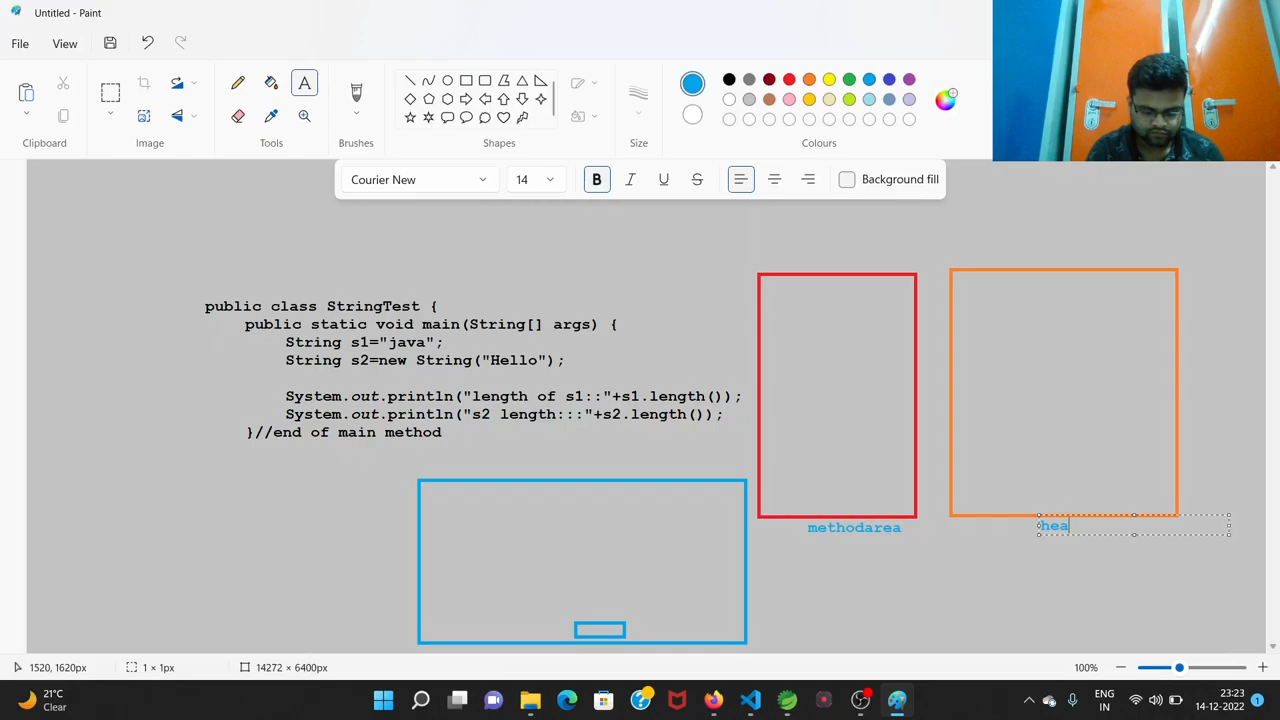 Untitled - Paint
File
View
Clipboard
Image
Tools
Brushes
Shapes
Size
Colours
Courier New
14
B
I
U
S
Background fill
public class StringTest {
public static void main(String[] args) {
String s1="java";
String s2=new String("Hello");
System.out.println("length of s1::"+s1.length());
System.out.println("s2 length:::"+s2.length());
}//end of main method
methodarea
hea
1520, 1620px
1 × 1px
14272 × 6400px
100%
21°C
Clear
ENG
IN
23:23
14-12-2022
1